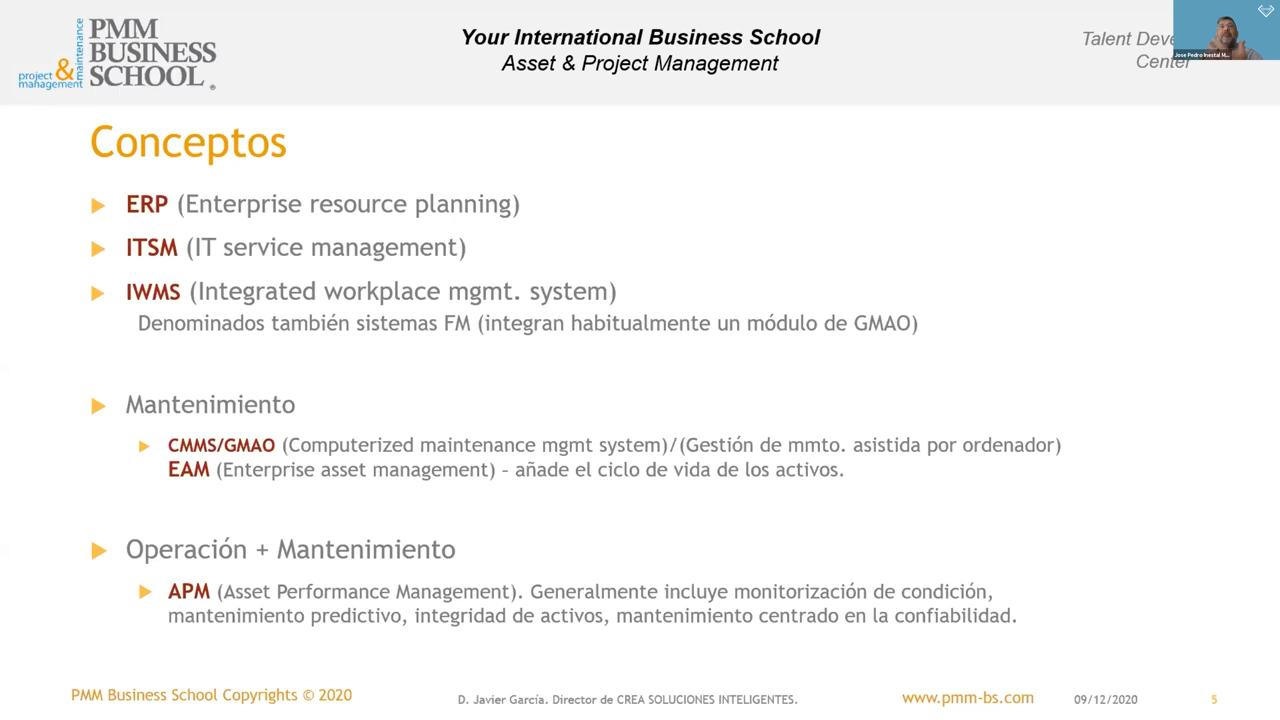 project & management
maintenance
PMM
BUSINESS
SCHOOL®
Your International Business School
Asset & Project Management
Talent Deve
Center
Conceptos
ERP (Enterprise resource planning)
ITSM (IT service management)
IWMS (Integrated workplace mgmt. system)
Denominados también sistemas FM (integran habitualmente un módulo de GMAO)
Mantenimiento
CMMS/GMAO (Computerized maintenance mgmt system)/(Gestión de mmto. asistida por ordenador)
EAM (Enterprise asset management) – añade el ciclo de vida de los activos.
Operación + Mantenimiento
APM (Asset Performance Management). Generalmente incluye monitorización de condición,
mantenimiento predictivo, integridad de activos, mantenimiento centrado en la confiabilidad.
PMM Business School Copyrights © 2020
D. Javier García. Director de CREA SOLUCIONES INTELIGENTES.
www.pmm-bs.com
09/12/2020
5